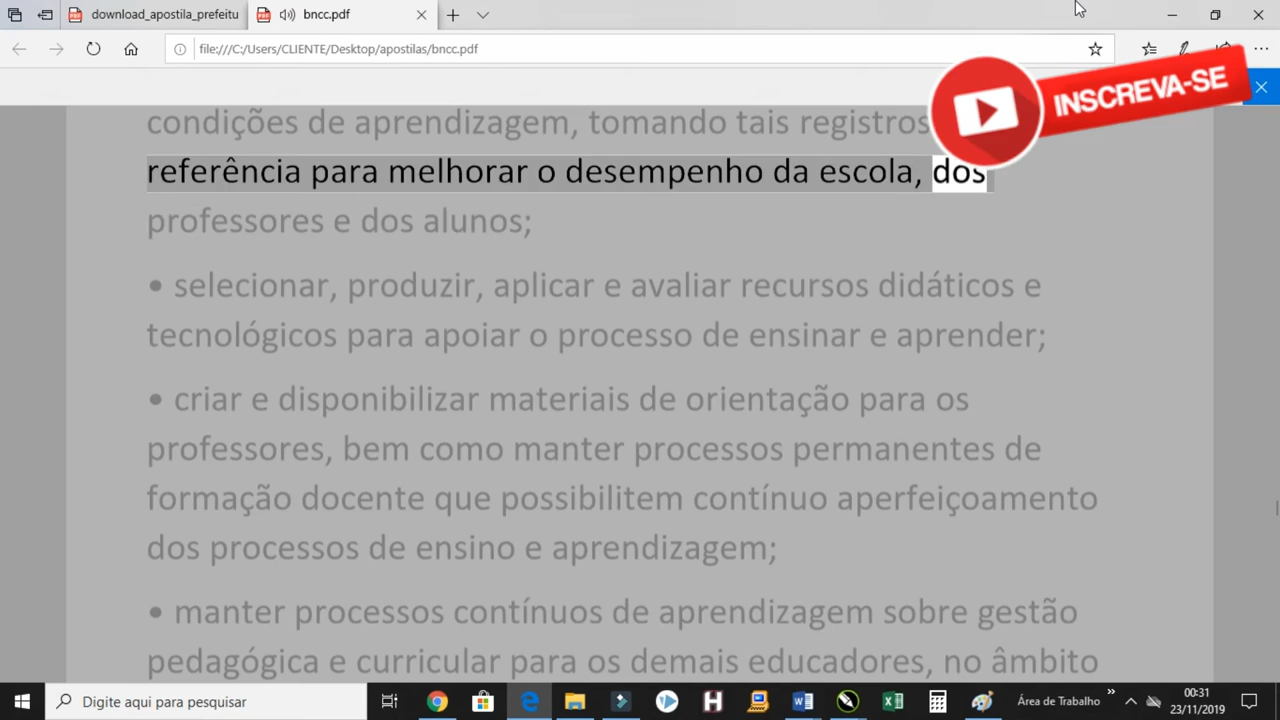 download_apostila_prefeitu
bncc.pdf
file:///C:/Users/CLIENTE/Desktop/apostilas/bncc.pdf
INSCREVA-SE
condições de aprendizagem, tomando tais registros
referência para melhorar o desempenho da escola, dos
professores e dos alunos;
• selecionar, produzir, aplicar e avaliar recursos didáticos e
tecnológicos para apoiar o processo de ensinar e aprender;
• criar e disponibilizar materiais de orientação para os
professores, bem como manter processos permanentes de
formação docente que possibilitem contínuo aperfeiçoamento
dos processos de ensino e aprendizagem;
• manter processos contínuos de aprendizagem sobre gestão
pedagógica e curricular para os demais educadores, no âmbito
Digite aqui para pesquisar
Área de Trabalho
00:31
23/11/2019